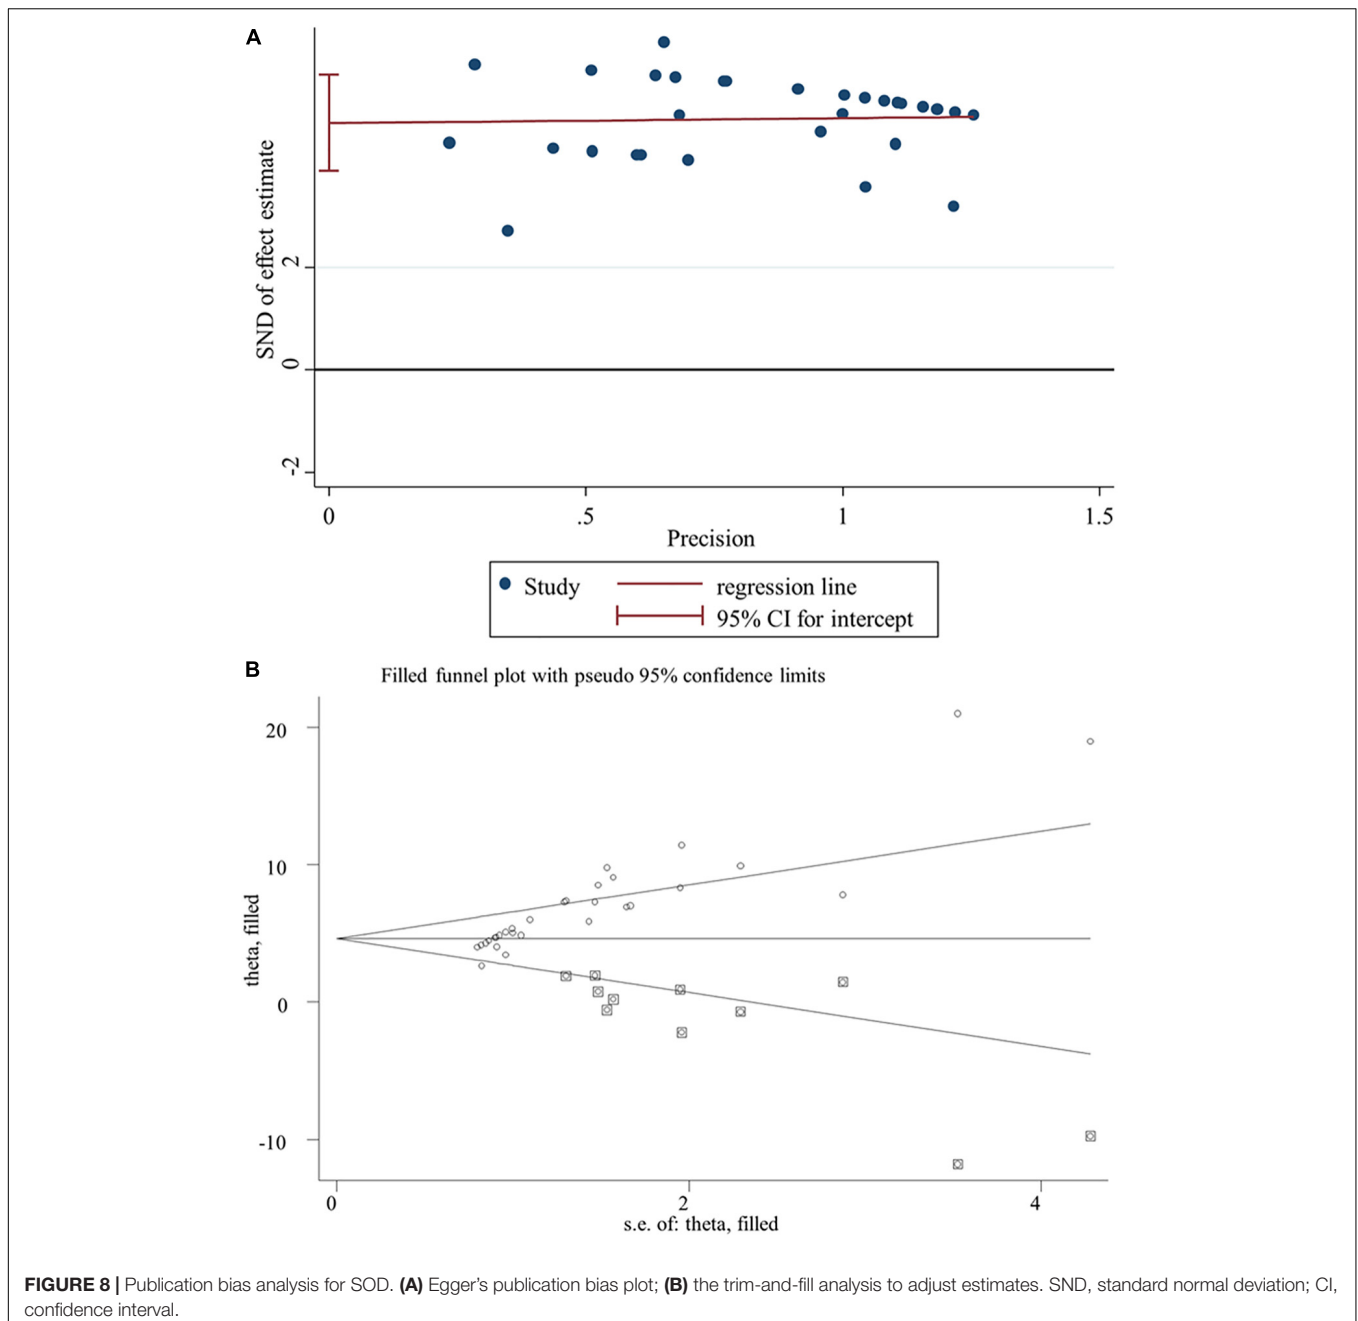 A
SND of effect estimate
2
0
-2
0
.5
1
1.5
Precision
Study
regression line
95% CI for intercept
B
Filled funnel plot with pseudo 95% confidence limits
theta, filled
20
10
0
-10
0
2
4
s.e. of: theta, filled
FIGURE 8 | Publication bias analysis for SOD. (A) Egger's publication bias plot; (B) the trim-and-fill analysis to adjust estimates. SND, standard normal deviation; CI,
confidence interval.